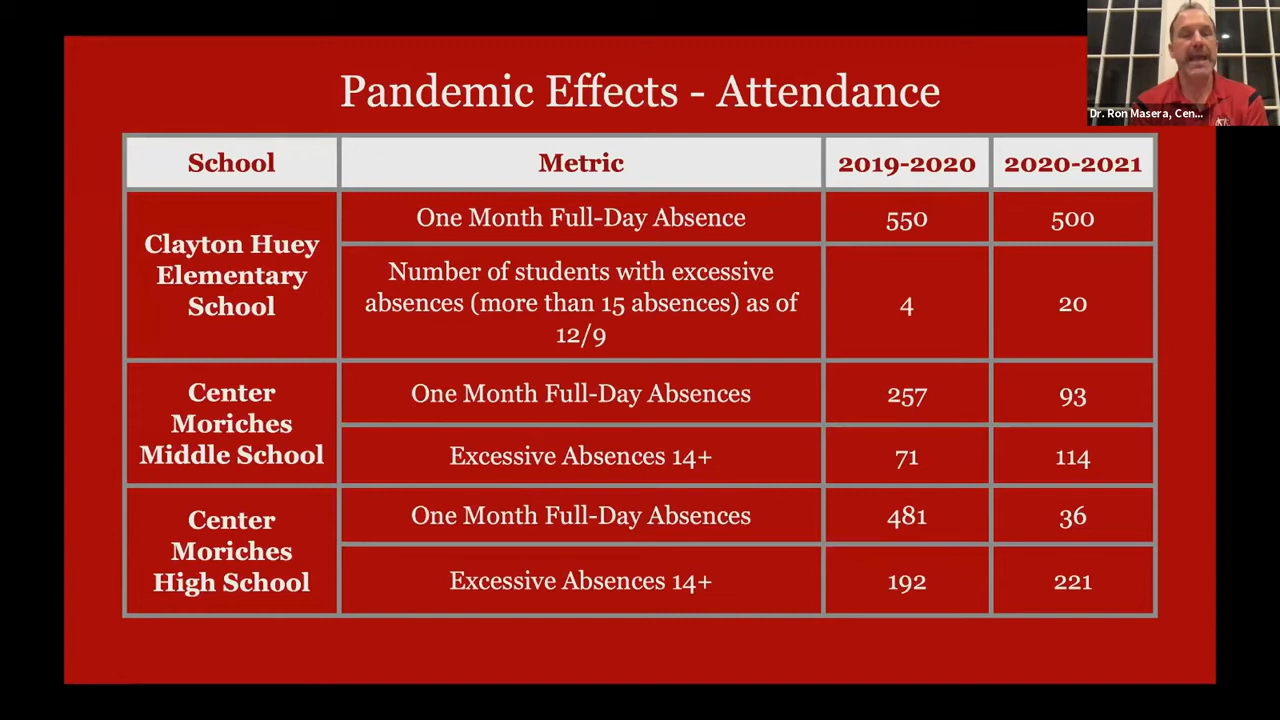 Pandemic Effects - Attendance
Dr. Ron Masera, Cen...
School
Metric
2019-2020
2020-2021
Clayton Huey
Elementary
School
One Month Full-Day Absence
550
500
Number of students with excessive
absences (more than 15 absences) as of
12/9
4
20
Center
Moriches
Middle School
One Month Full-Day Absences
257
93
Excessive Absences 14+
71
114
Center
Moriches
High School
One Month Full-Day Absences
481
36
Excessive Absences 14+
192
221